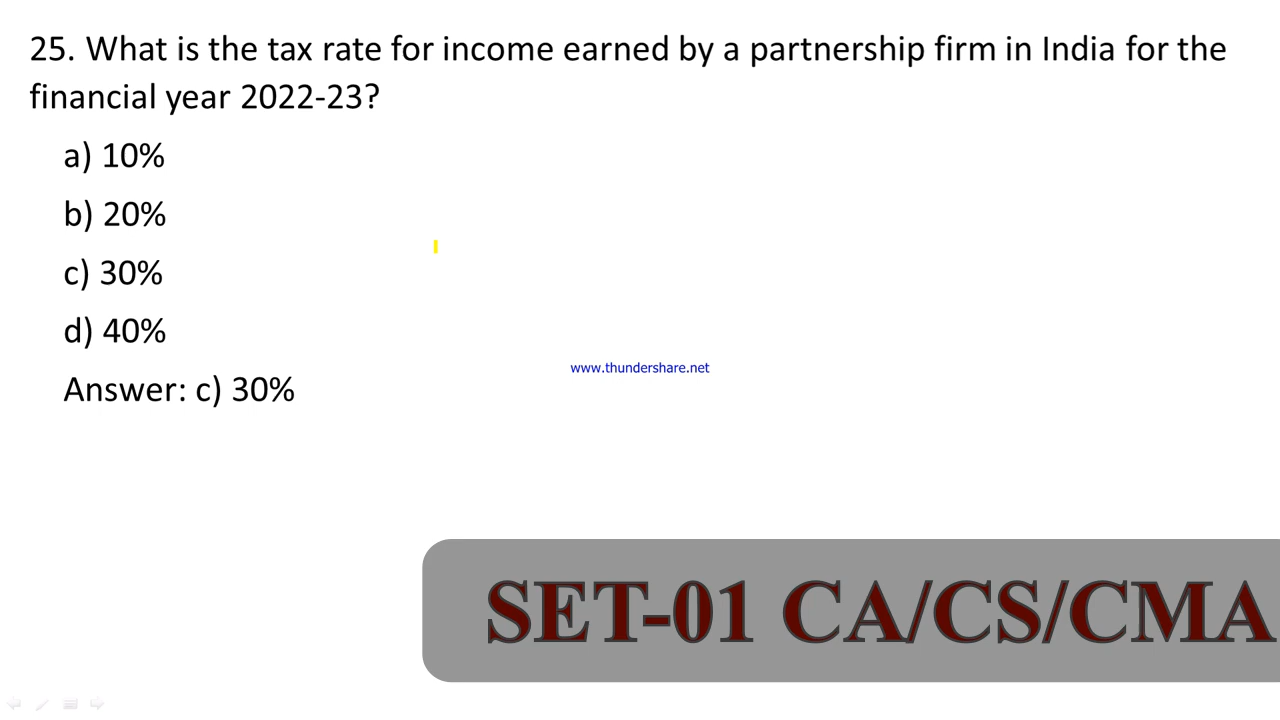 25. What is the tax rate for income earned by a partnership firm in India for the
financial year 2022-23?
a) 10%
b) 20%
c) 30%
d) 40%
www.thundershare.net
Answer: c) 30%
SET-01 CA/CS/CMA